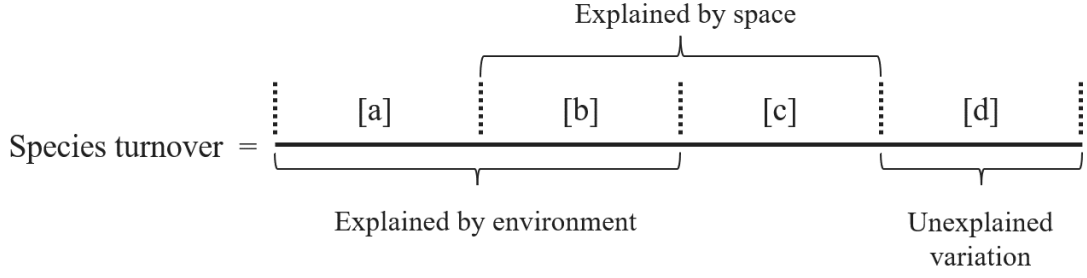 Explained by space
[a] [b] [c] [d]
Species turnover =
Explained by environment
Unexplained
variation